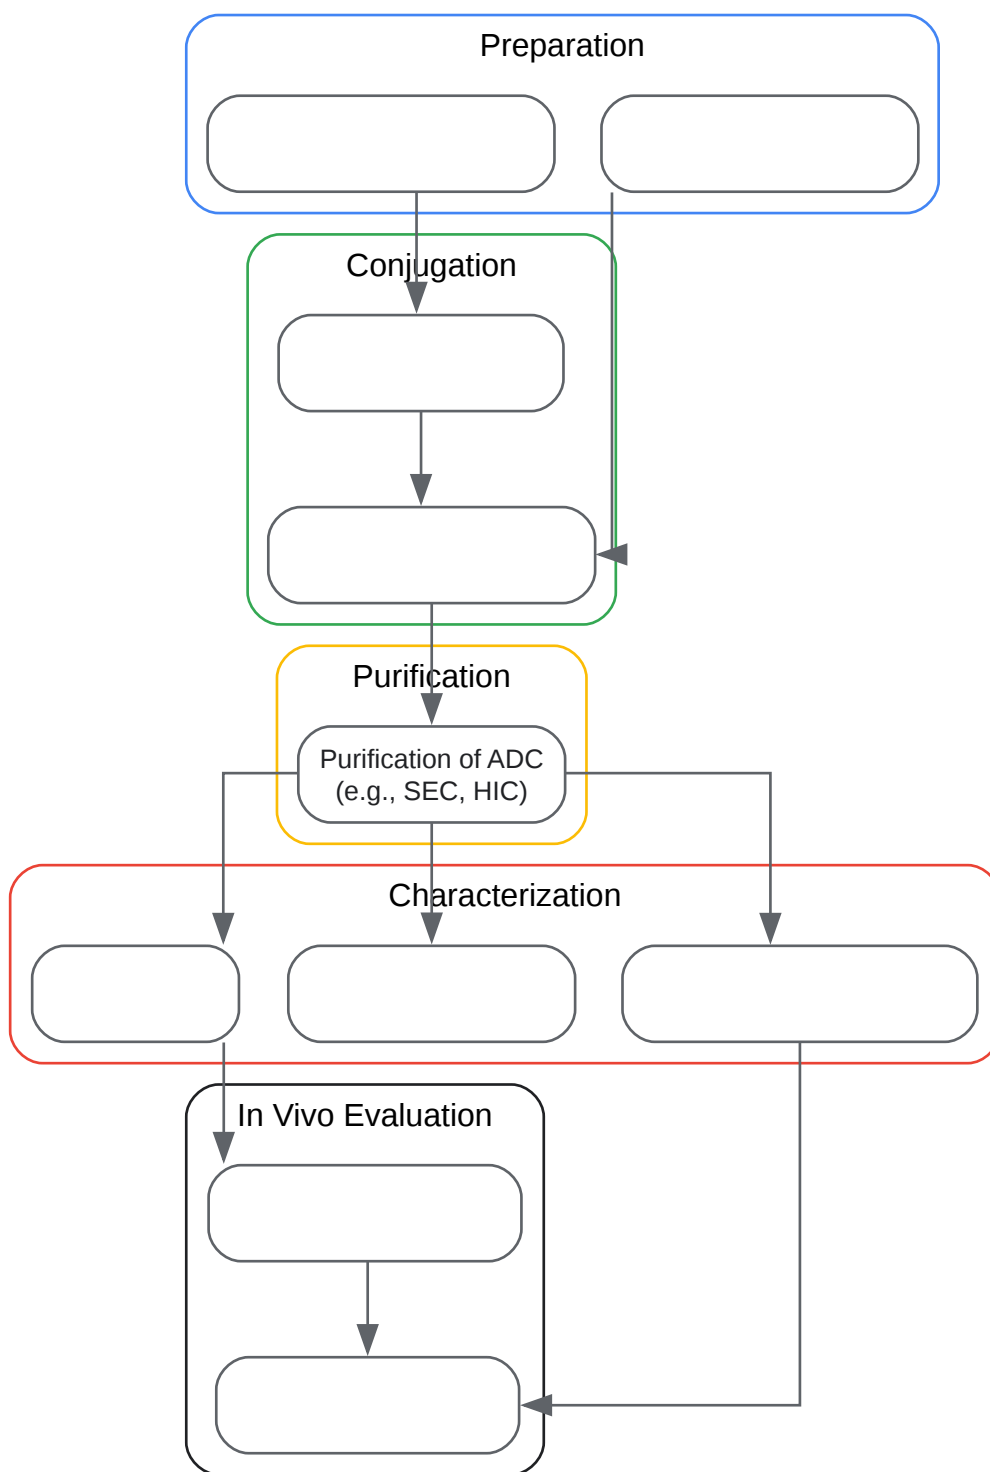 Preparation
Conjugation
Purification
Purification of ADC
(e.g., SEC, HIC)
Characterization
In Vivo Evaluation